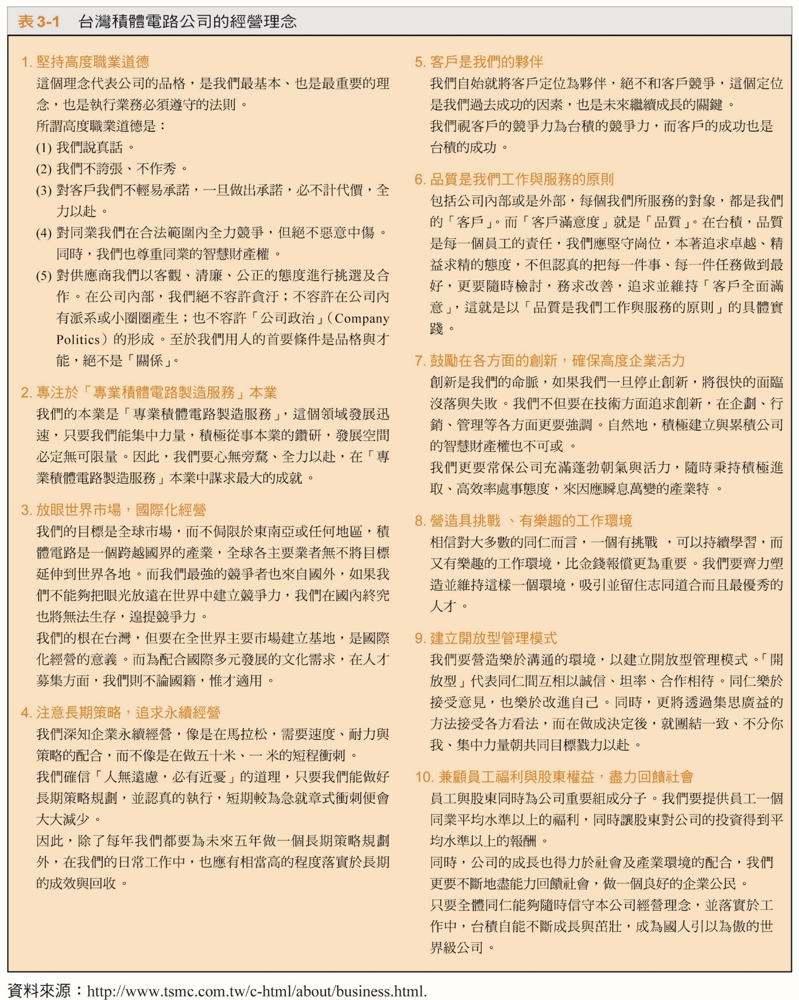 表3-1 台灣積體電路公司的經營理念
1. 堅持高度職業道德
這個理念代表公司的品格，是我們最基本、也是最重要的理
念，也是執行業務必須遵守的法則。
所謂高度職業道德是：
(1) 我們說真話。
(2) 我們不誇張、不作秀。
(3) 對客戶我們不輕易承諾，一旦做出承諾，必不計代價，全
力以赴。
(4) 對同業我們在合法範圍內全力競爭，但絕不惡意中傷。
同時，我們也尊重同業的智慧財產權。
(5) 對供應商我們以客觀、清廉、公正的態度進行挑選及合
作。在公司內部，我們絕不容許貪汙；不容許在公司內
有派系或小圈圈產生；也不容許「公司政治」（Company
Politics）的形成。至於我們用人的首要條件是品格與才
能，絕不是「關係」。
2. 專注於「專業積體電路製造服務」本業
我們的本業是「專業積體電路製造服務」，這個領域發展迅
速，只要我們能集中力量，積極從事本業的鑽研，發展空間
必定無可限量。因此，我們要心無旁騖、全力以赴，在「專
業積體電路製造服務」本業中謀求最大的成就。
3. 放眼世界市場，國際化經營
我們的目標是全球市場，而不侷限於東南亞或任何地區，積
體電路是一個跨越國界的產業，全球各主要業者無不將目標
延伸到世界各地。而我們最強的競爭者也來自國外，如果我
們不能夠把眼光放遠在世界中建立競爭力，我們在國內終究
也將無法生存，遑提競爭力。
我們的根在台灣，但要在全世界主要市場建立基地，是國際
化經營的意義。而為配合國際多元發展的文化需求，在人才
募集方面，我們則不論國籍，惟才適用。
4. 注意長期策略，追求永續經營
我們深知企業永續經營，像是在馬拉松，需要速度、耐力與
策略的配合，而不像是在做五十米、一 米的短程衝刺。
我們確信「人無遠慮，必有近憂」的道理，只要我們能做好
長期策略規劃，並認真的執行，短期較為急就章式衝刺便會
大大減少。
因此，除了每年我們都要為未來五年做一個長期策略規劃
外，在我們的日常工作中，也應有相當高的程度落實於長期
的成效與回收。
5. 客戶是我們的夥伴
我們自始就將客戶定位為夥伴，絕不和客戶競爭，這個定位
是我們過去成功的因素，也是未來繼續成長的關鍵。
我們視客戶的競爭力為台積的競爭力，而客戶的成功也是
台積的成功。
6. 品質是我們工作與服務的原則
包括公司內部或是外部，每個我們所服務的對象，都是我們
的「客戶」。而「客戶滿意度」就是「品質」。在台積，品質
是每一個員工的責任，我們應堅守崗位，本著追求卓越、精
益求精的態度，不但認真的把每一件事、每一件任務做到最
好，更要隨時檢討，務求改善，追求並維持「客戶全面滿
意」，這就是以「品質是我們工作與服務的原則」的具體實
踐。
7. 鼓勵在各方面的創新，確保高度企業活力
創新是我們的命脈，如果我們一旦停止創新，將很快的面臨
沒落與失敗。我們不但要在技術方面追求創新，在企劃、行
銷、管理等各方面更要強調。自然地，積極建立與累積公司
的智慧財產權也不可或 。
我們更要常保公司充滿蓬勃朝氣與活力，隨時秉持積極進
取、高效率處事態度，來因應瞬息萬變的產業特 。
8. 營造具挑戰 、有樂趣的工作環境
相信對大多數的同仁而言，一個有挑戰 ，可以持續學習，而
又有樂趣的工作環境，比金錢報償更為重要。我們要齊力塑
造並維持這樣一個環境，吸引並留住志同道合而且最優秀的
人才。
9. 建立開放型管理模式
我們要營造樂於溝通的環境，以建立開放型管理模式。「開
放型」代表同仁間互相以誠信、坦率、合作相待。同仁樂於
接受意見，也樂於改進自己。同時，更將透過集思廣益的
方法接受各方看法，而在做成決定後，就團結一致、不分你
我、集中力量朝共同目標戮力以赴。
10. 兼顧員工福利與股東權益，盡力回饋社會
員工與股東同時為公司重要組成分子。我們要提供員工一個
同業平均水準以上的福利，同時讓股東對公司的投資得到平
均水準以上的報酬。
同時，公司的成長也得力於社會及產業環境的配合，我們
更要不斷地盡能力回饋社會，做一個良好的企業公民。
只要全體同仁能夠隨時信守本公司經營理念，並落實於工
作中，台積自能不斷成長與茁壯，成為國人引以為傲的世
界級公司。
資料來源：http://www.tsmc.com.tw/c-html/about/business.html.